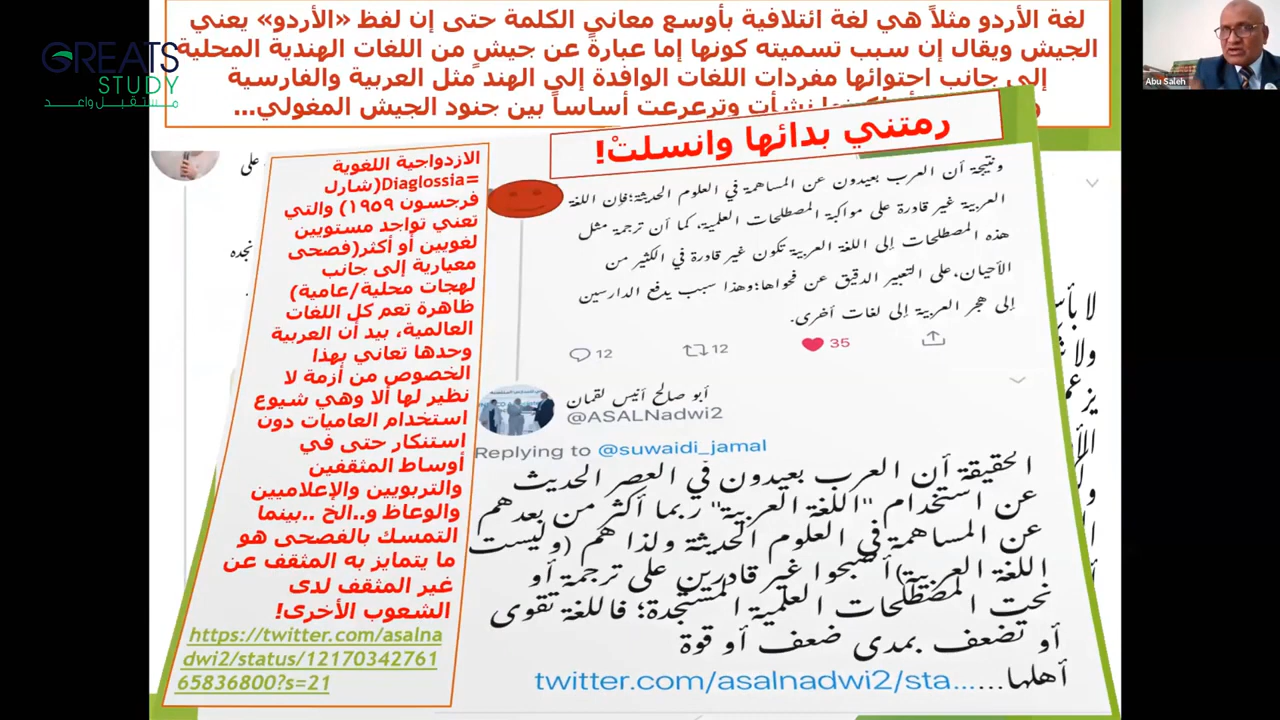 لغة الأردو مثلاً هي لغة ائتلافية بأوسع معاني الكلمة حتى إن لفظ «الأردو» يعني
الجيش ويقال إن سبب تسميته كونها إما عبارةً عن جيشٍ من اللغات الهندية المحلية
إلى جانب احتوائها مفردات اللغات الوافدة إلى الهند مثل العربية والفارسية
نشأت وترعرعت أساساً بين جنود الجيش المغولي...
GREATS
STUDY
مستقبل واعد
Abu Saleh
رمتني بدائها وانسلتْ!
على
نجده
الازدواجية اللغوية
=Diaglossia(شارل
فرجسون ١٩٥٩) والتي
تعني تواجد مستويين
لغويين أو أكثر(فصحى
معيارية إلى جانب
لهجات محلية/عامية)
ظاهرة تعم كل اللغات
العالمية، بيد أن العربية
وحدها تعاني بهذا
الخصوص من أزمة لا
نظير لها ألا وهي شيوع
استخدام العاميات دون
استنكار حتى في
أوساط المثقفين
والتربويين والإعلاميين
والوعاظ و..الخ ..بينما
التمسك بالفصحى هو
ما يتمايز به المثقف عن
غير المثقف لدى
الشعوب الأخرى!
https://twitter.com/asalna
dwi2/status/12170342761
65836800?s=21
ونتيجة أن العرب بعيدون عن المساهمة في العلوم الحديثة؛فإن اللغة
العربية غير قادرة على مواكبة المصطلحات العلمية، كما أن ترجمة مثل
هذه المصطلحات إلى اللغة العربية تكون غير قادرة في الكثير من
الأحيان،على التعبير الدقيق عن فحواها؛وهذا سبب يدفع الدارسين
إلى هجر العربية إلى لغات أخرى.
12 12 35
أبو صالح أنيس لقمان
@ASALNadwi2
Replying to @suwaidi_jamal
الحقيقة أن العرب بعيدون في العصر الحديث
عن استخدام "اللغة العربية" ربما أكثر من بعدهم
عن المساهمة في العلوم الحديثة ولذا هم (وليست
اللغة العربية) أصبحوا غير قادرين على ترجمة أو
نحت المصطلحات العلمية المستجدة؛ فاللغة تقوى
أو تضعف بمدى ضعف أو قوة
أهلها.....twitter.com/asalnadwi2/sta...
لا
ولا